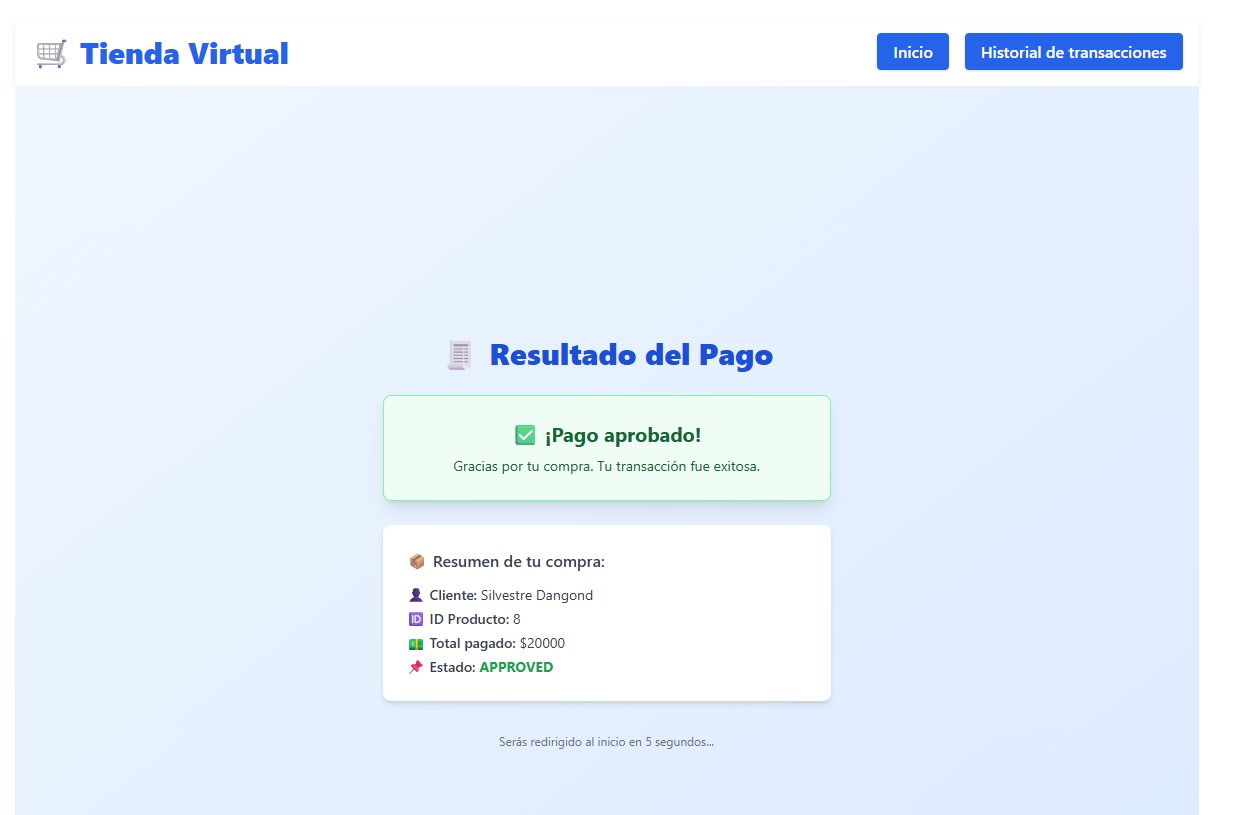 Tienda Virtual
Inicio
Historial de transacciones
Resultado del Pago
¡Pago aprobado!
Gracias por tu compra. Tu transacción fue exitosa.
Resumen de tu compra:
Cliente: Silvestre Dangond
ID ID Producto: 8
Total pagado: $20000
Estado: APPROVED
Serás redirigido al inicio en 5 segundos...